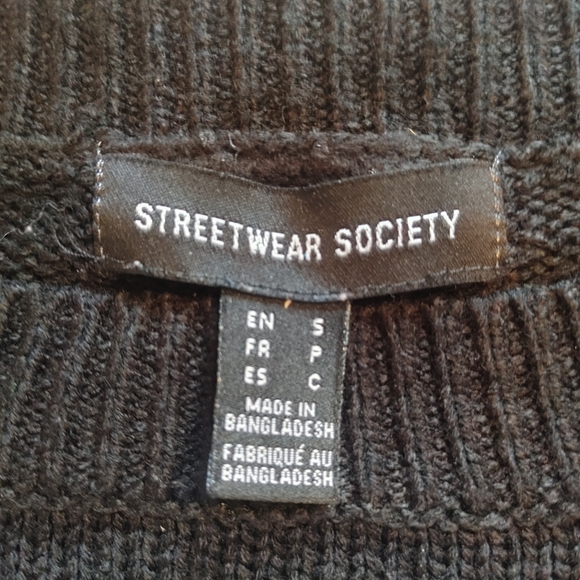 STREETWEAR SOCIETY
EN S
FR P
ES C
MADE IN
BANGLADESH
FABRIQUÉ AU
BANGLADESH